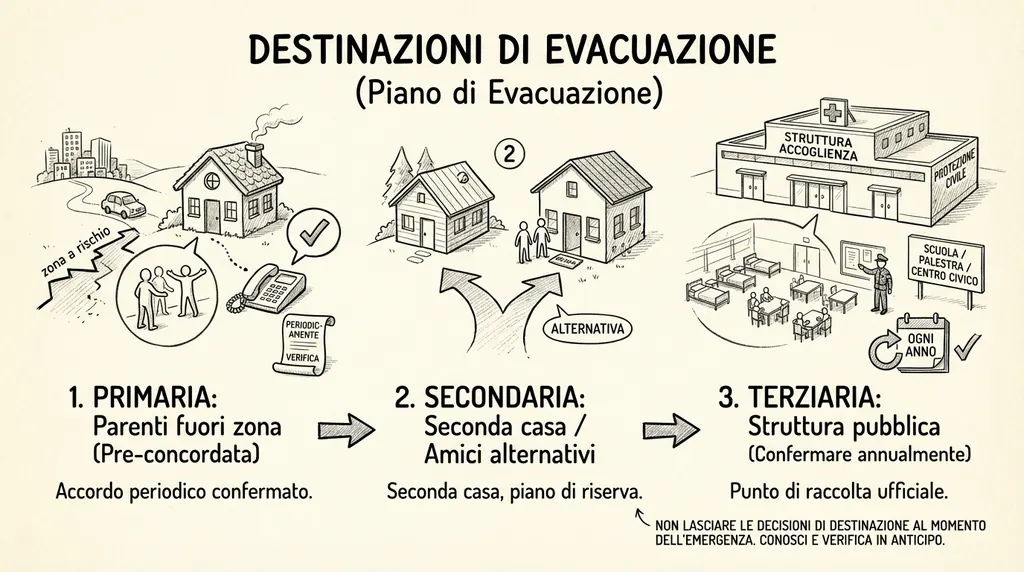 DESTINAZIONI DI EVACUAZIONE
(Piano di Evacuazione)
zona a rischio
PERIODIC-
ANENTE
VERIFICA
2
ALTERNATIVA
STRUTTURA
ACCOGLIENZA
PROTEZIONE
CIVILE
SCUOLA /
PALESTRA /
CENTRO CIVICO
OGNI
ANNO
1. PRIMARIA:
Parenti fuori zona
(Pre-concordata)
Accordo periodico confermato.
2. SECONDARIA:
Seconda casa /
Amici alternativi
Seconda casa, piano di riserva.
3. TERZIARIA:
Struttura pubblica
(Confermare annualmente)
Punto di raccolta ufficiale.
NON LASCIARE LE DECISIONI DI DESTINAZIONE AL MOMENTO
DELL'EMERGENZA. CONOSCI E VERIFICA IN ANTICIPO.